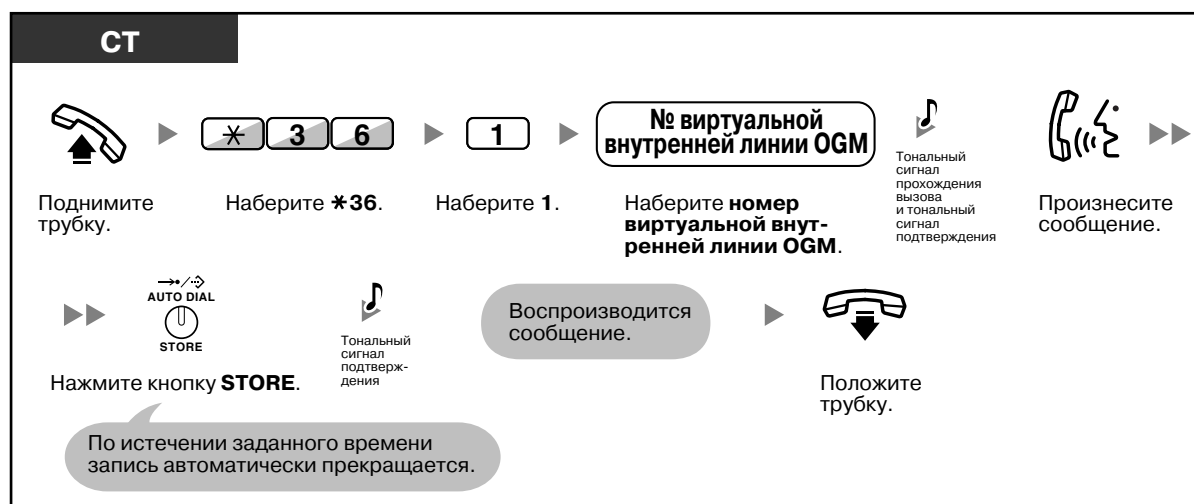 СТ
✳ 3 6
1
№ виртуальной
внутренней линии OGM
Тональный
сигнал
прохождения
вызова
и тональный
сигнал
подтверждения
Поднимите
трубку.
Наберите ✳36.
Наберите 1.
Наберите номер
виртуальной внут-
ренней линии OGM.
Произнесите
сообщение.
AUTO DIAL
STORE
Нажмите кнопку STORE.
Тональный
сигнал
подтверж-
дения
Воспроизводится
сообщение.
Положите
трубку.
По истечении заданного времени
запись автоматически прекращается.